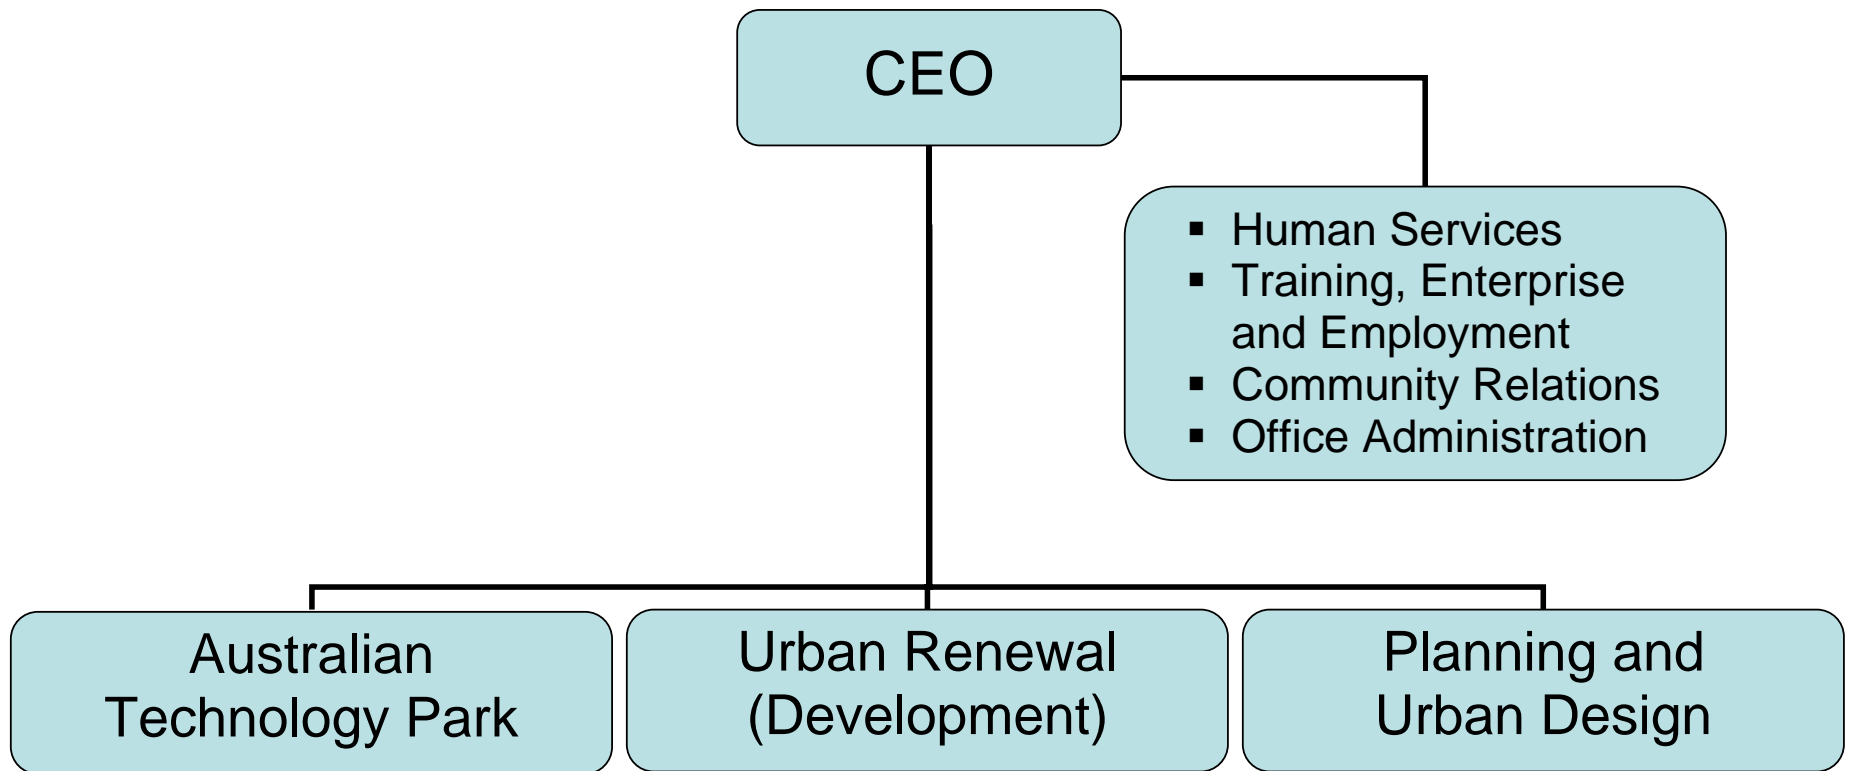 CEO
▪ Human Services
▪ Training, Enterprise
and Employment
▪ Community Relations
▪ Office Administration
Australian
Technology Park
Urban Renewal
(Development)
Planning and
Urban Design